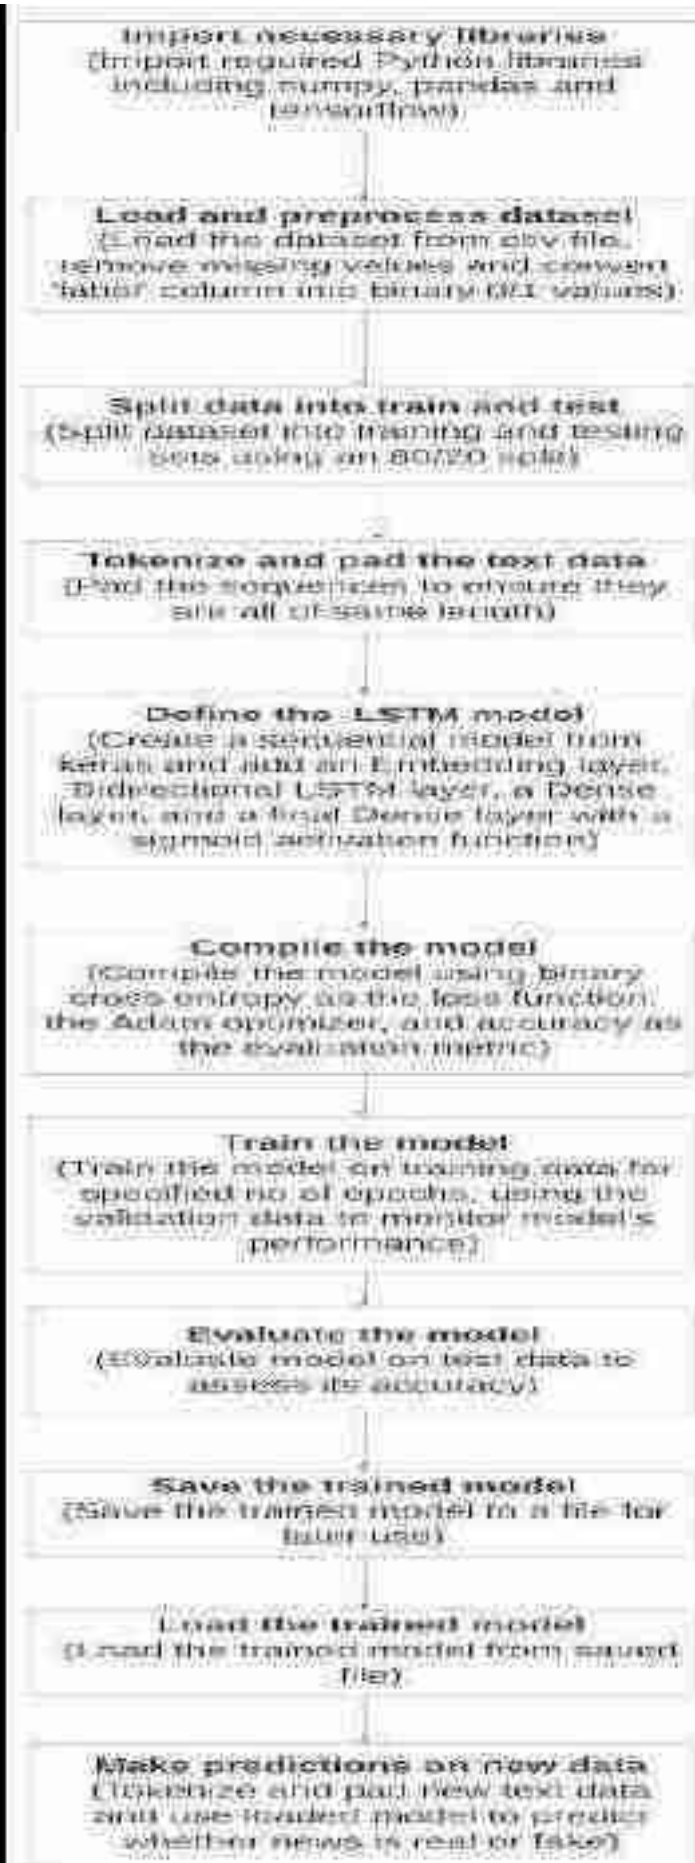 Import necessary libraries
(Import required Python libraries
including numpy, pandas and
tensorflow)
Load and preprocess dataset
(Load the dataset from csv file,
remove missing values and convert
'label' column into binary 0/1 values)
Split data into train and test
(Split dataset into training and testing
sets using an 80/20 split)
Tokenize and pad the text data
(Pad the sequences to ensure they
are all of same length)
Define the LSTM model
(Create a sequential model from
keras and add an Embedding layer,
Bidirectional LSTM layer, a Dense
layer, and a final Dense layer with a
sigmoid activation function)
Compile the model
(Compile the model using binary
cross entropy as the loss function,
the Adam optimizer, and accuracy as
the evaluation metric)
Train the model
(Train the model on training data for
specified no of epochs, using the
validation data to monitor model's
performance)
Evaluate the model
(Evaluate model on test data to
assess its accuracy)
Save the trained model
(Save the trained model to a file for
later use)
Load the trained model
(Load the trained model from saved
file)
Make predictions on new data
(Tokenize and pad new text data
and use loaded model to predict
whether news is real or fake)